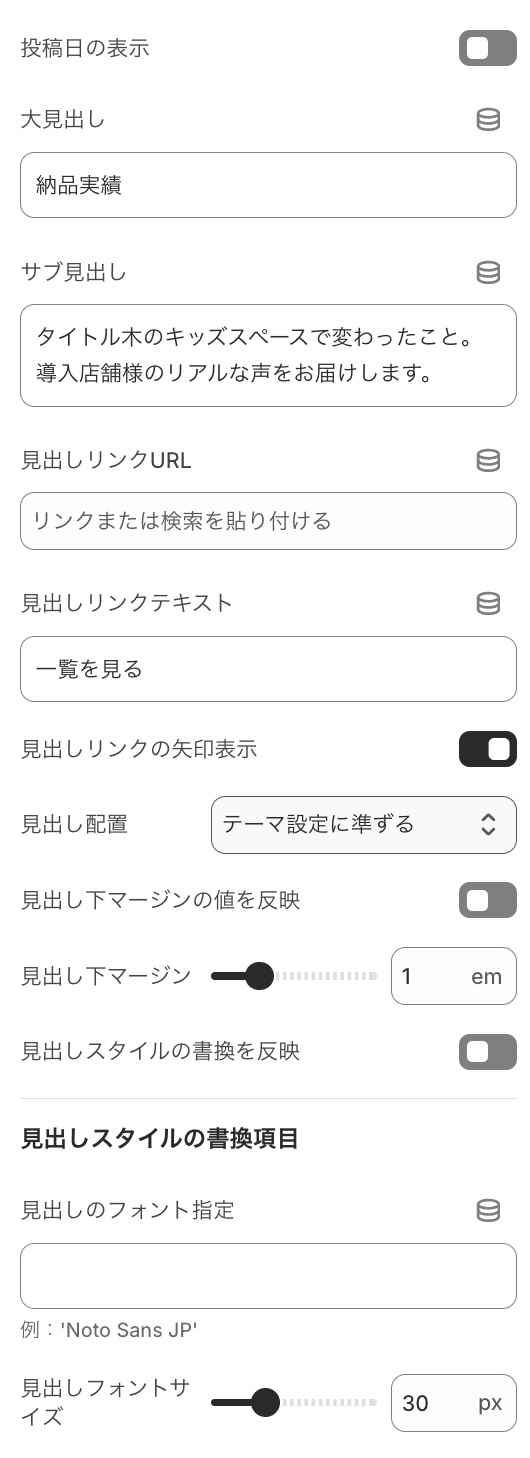 投稿日の表示
大見出し
納品実績
サブ見出し
タイトル木のキッズスペースで変わったこと。
導入店舗様のリアルな声をお届けします。
見出しリンクURL
リンクまたは検索を貼り付ける
見出しリンクテキスト
一覧を見る
見出しリンクの矢印表示
見出し配置 テーマ設定に準ずる
見出し下マージンの値を反映
見出し下マージン 1 em
見出しスタイルの書換を反映
見出しスタイルの書換項目
見出しのフォント指定
例：'Noto Sans JP'
見出しフォントサ
イズ 30 px